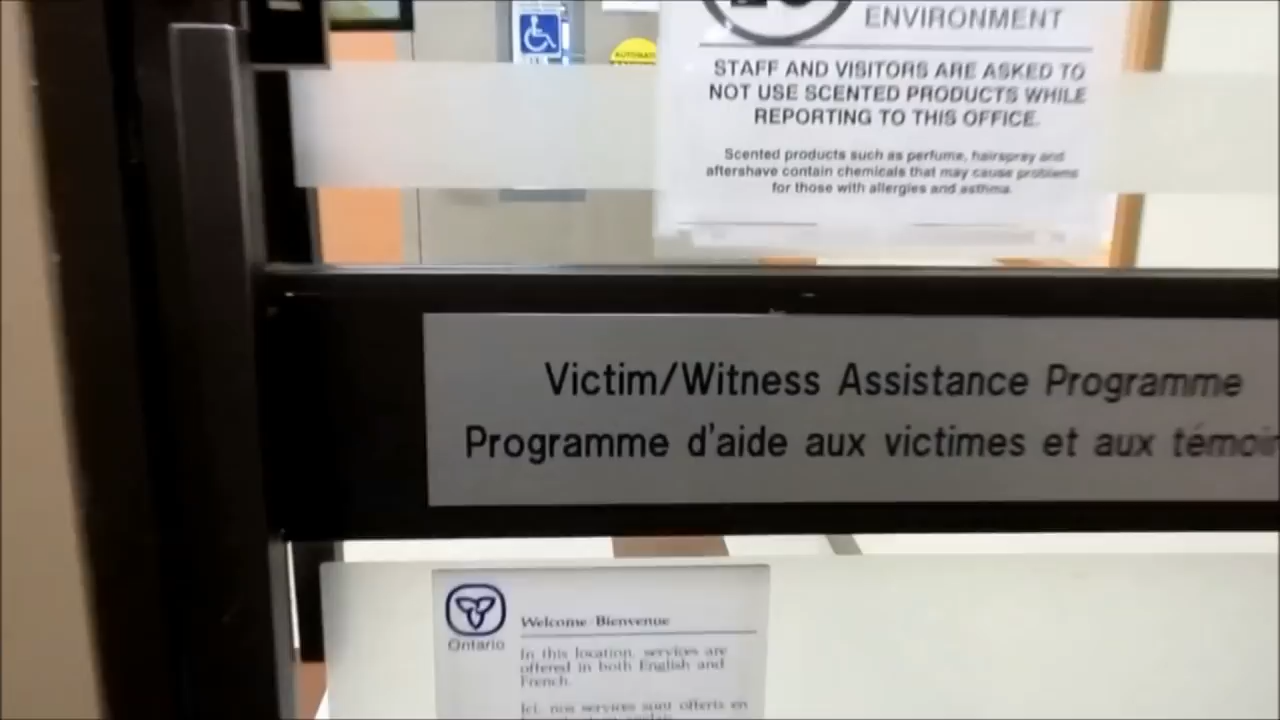 ENVIRONMENT
STAFF AND VISITORS ARE ASKED TO
NOT USE SCENTED PRODUCTS WHILE
REPORTING TO THIS OFFICE.
Scented products such as perfume, hairspray and
aftershave contain chemicals that may cause problems
for those with allergies and asthma.
Victim/Witness Assistance Programme
Programme d'aide aux victimes et aux témoi
Ontario
Welcome Bienvenue
In this location, services are
offered in both English and
French.
Ici, nos services sont offerts en